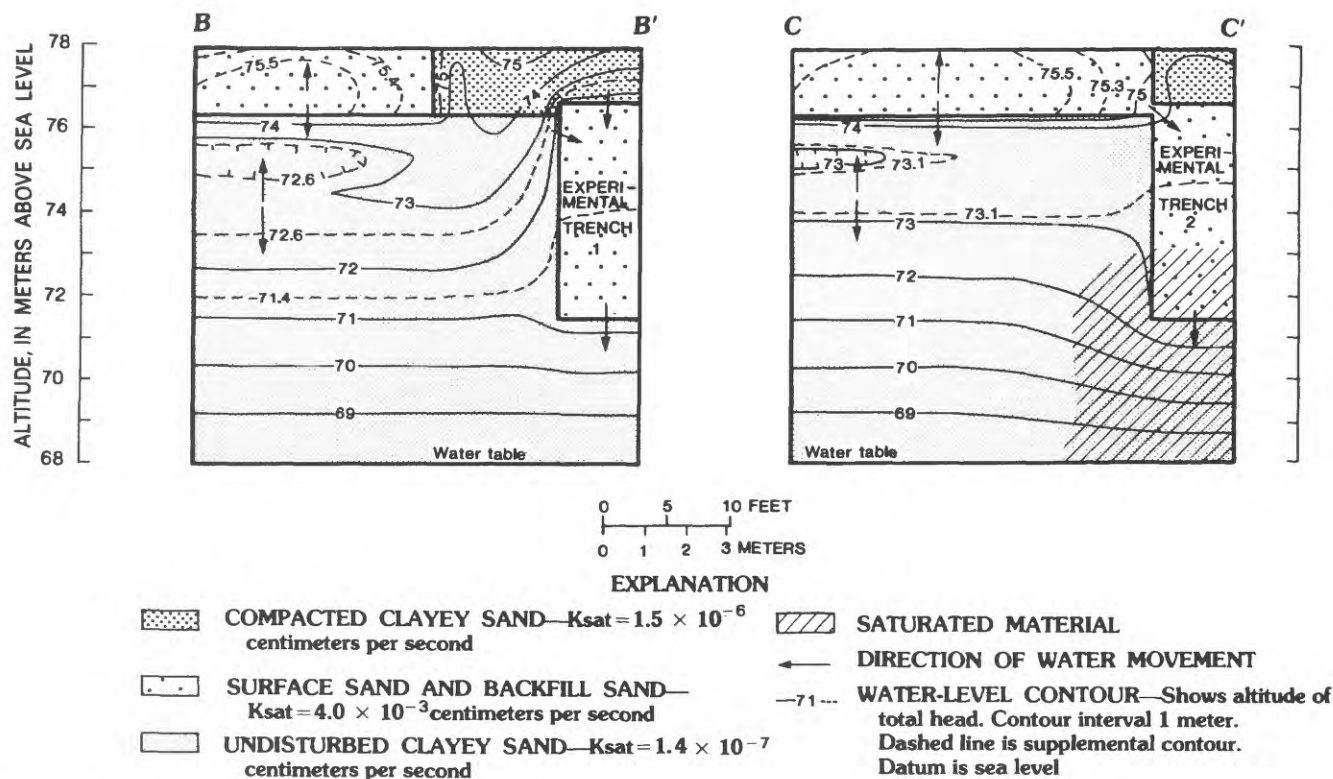 B B' C C'
ALTITUDE, IN METERS ABOVE SEA LEVEL
78
76
74
72
70
68
75.5
75.4
75
75
74
74
72.6
73
72.6
72
71.4
71
70
69
EXPERI-
MENTAL
TRENCH
1
Water table
75.5
75.3
75
74
73
73.1
73.1
73
72
71
70
69
EXPERI-
MENTAL
TRENCH
2
Water table
0 5 10 FEET
0 1 2 3 METERS
EXPLANATION
COMPACTED CLAYEY SAND—Ksat = 1.5 × 10⁻⁶
centimeters per second
SURFACE SAND AND BACKFILL SAND—
Ksat = 4.0 × 10⁻³ centimeters per second
UNDISTURBED CLAYEY SAND—Ksat = 1.4 × 10⁻⁷
centimeters per second
SATURATED MATERIAL
DIRECTION OF WATER MOVEMENT
—71--- WATER-LEVEL CONTOUR—Shows altitude of
total head. Contour interval 1 meter.
Dashed line is supplemental contour.
Datum is sea level